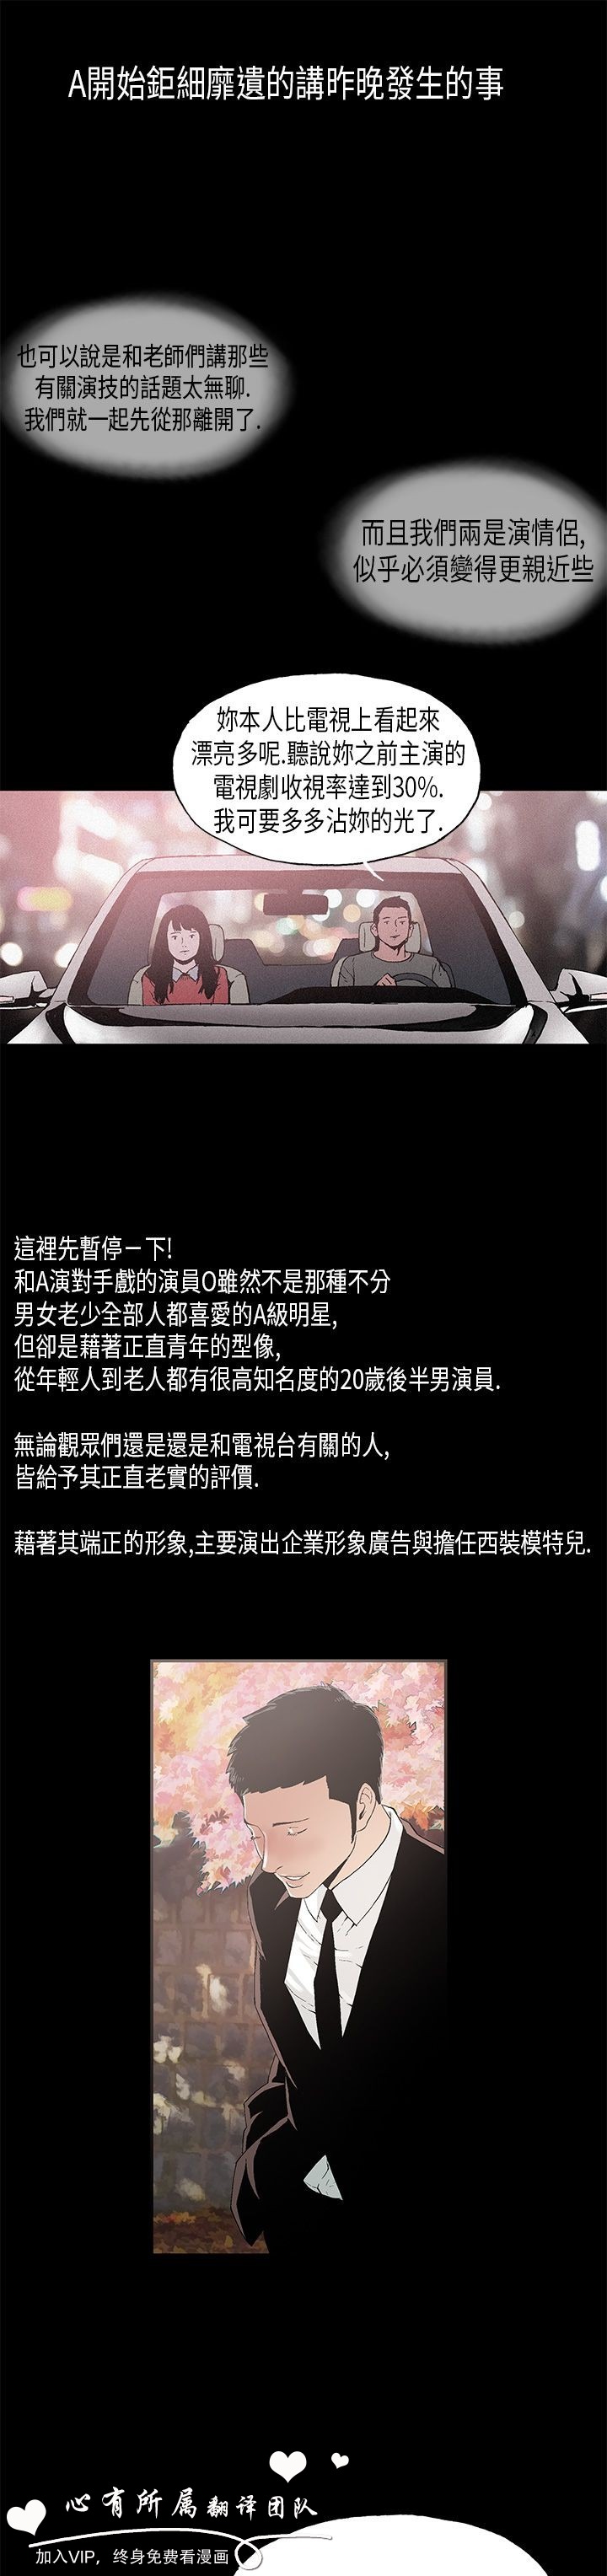 A開始鉅細靡遺的講昨晚發生的事
也可以說是和老師們講那些
有關演技的話題太無聊.
我們就一起先從那離開了.
而且我們兩是演情侶,
似乎必須變得更親近些
妳本人比電視上看起來
漂亮多呢.聽說妳之前主演的
電視劇收視率達到30%.
我可要多多沾妳的光了.
這裡先暫停一下!
和A演對手戲的演員O雖然不是那種不分
男女老少全部人都喜愛的A級明星,
但卻是藉著正直青年的型像,
從年輕人到老人都有很高知名度的20歲後半男演員.
無論觀眾們還是還是和電視台有關的人,
皆給予其正直老實的評價.
藉著其端正的形象,主要演出企業形象廣告與擔任西裝模特兒.
心有所属翻译团队
加入VIP，终身免费看漫画